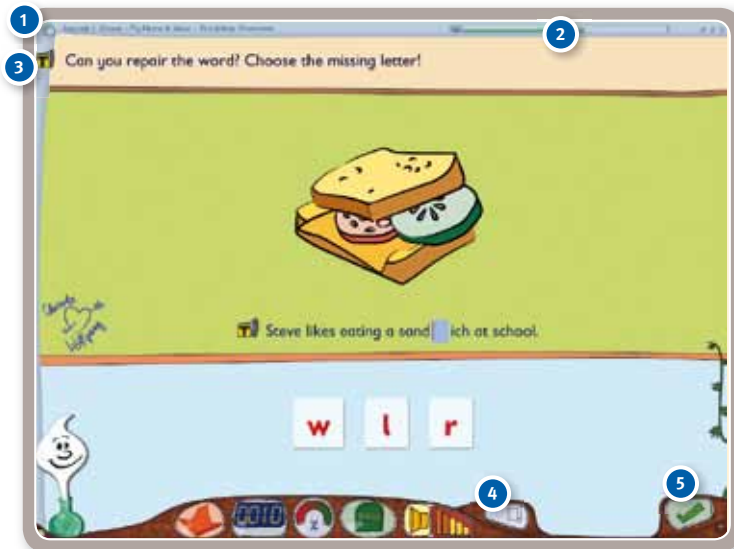 1
2
3
Can you repair the word? Choose the missing letter!
Steve likes eating a sand ich at school.
w l r
4
5
0010